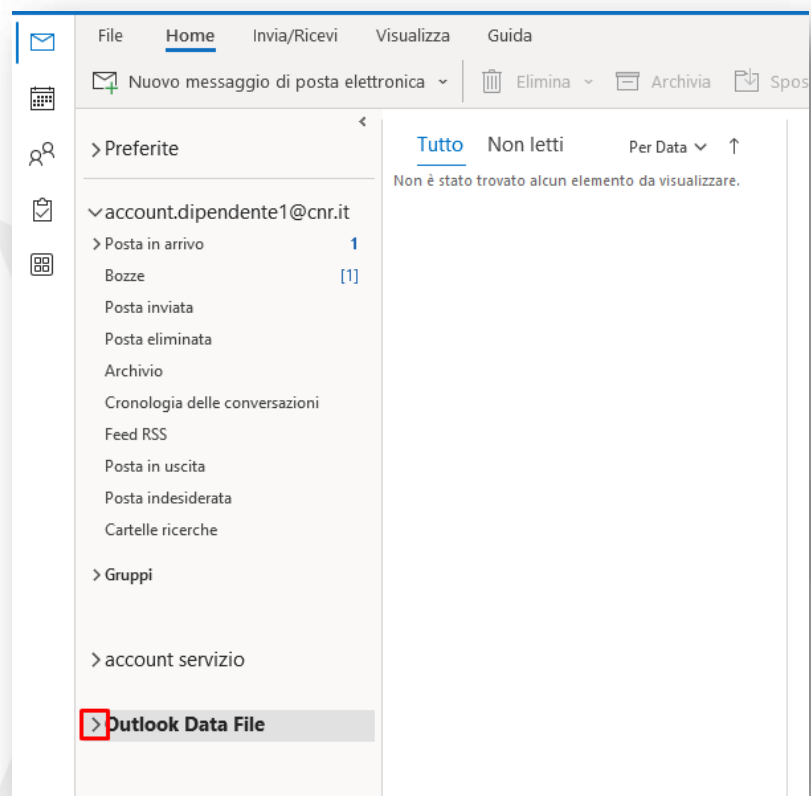 File Home Invia/Ricevi Visualizza Guida
Nuovo messaggio di posta elettronica Elimina Archivia Spos
Preferite
Tutto Non letti Per Data
Non è stato trovato alcun elemento da visualizzare.
account.dipendente1@cnr.it
Posta in arrivo 1
Bozze [1]
Posta inviata
Posta eliminata
Archivio
Cronologia delle conversazioni
Feed RSS
Posta in uscita
Posta indesiderata
Cartelle ricerche
Gruppi
account servizio
Outlook Data File